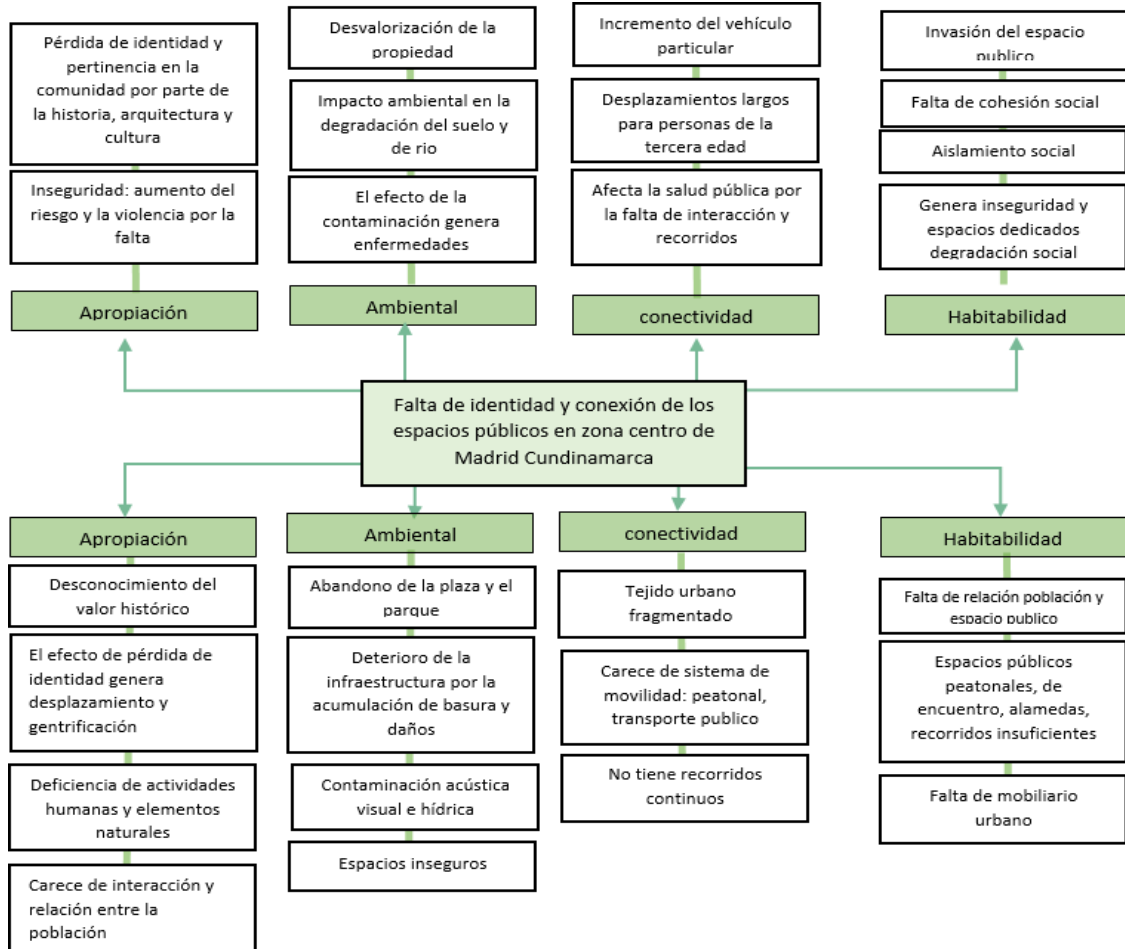 Pérdida de identidad y
pertinencia en la
comunidad por parte de
la historia, arquitectura y
cultura
Inseguridad: aumento del
riesgo y la violencia por la
falta
Apropiación
Desvalorización de la
propiedad
Impacto ambiental en la
degradación del suelo y
de rio
El efecto de la
contaminación genera
enfermedades
Ambiental
Incremento del vehículo
particular
Desplazamientos largos
para personas de la
tercera edad
Afecta la salud pública por
la falta de interacción y
recorridos
conectividad
Invasión del espacio
publico
Falta de cohesión social
Aislamiento social
Genera inseguridad y
espacios dedicados
degradación social
Habitabilidad
Falta de identidad y conexión de los
espacios públicos en zona centro de
Madrid Cundinamarca
Apropiación
Desconocimiento del
valor histórico
El efecto de pérdida de
identidad genera
desplazamiento y
gentrificación
Deficiencia de actividades
humanas y elementos
naturales
Carece de interacción y
relación entre la
población
Ambiental
Abandono de la plaza y el
parque
Deterioro de la
infraestructura por la
acumulación de basura y
daños
Contaminación acústica
visual e hídrica
Espacios inseguros
conectividad
Tejido urbano
fragmentado
Carece de sistema de
movilidad: peatonal,
transporte publico
No tiene recorridos
continuos
Habitabilidad
Falta de relación población y
espacio publico
Espacios públicos
peatonales, de
encuentro, alamedas,
recorridos insuficientes
Falta de mobiliario
urbano